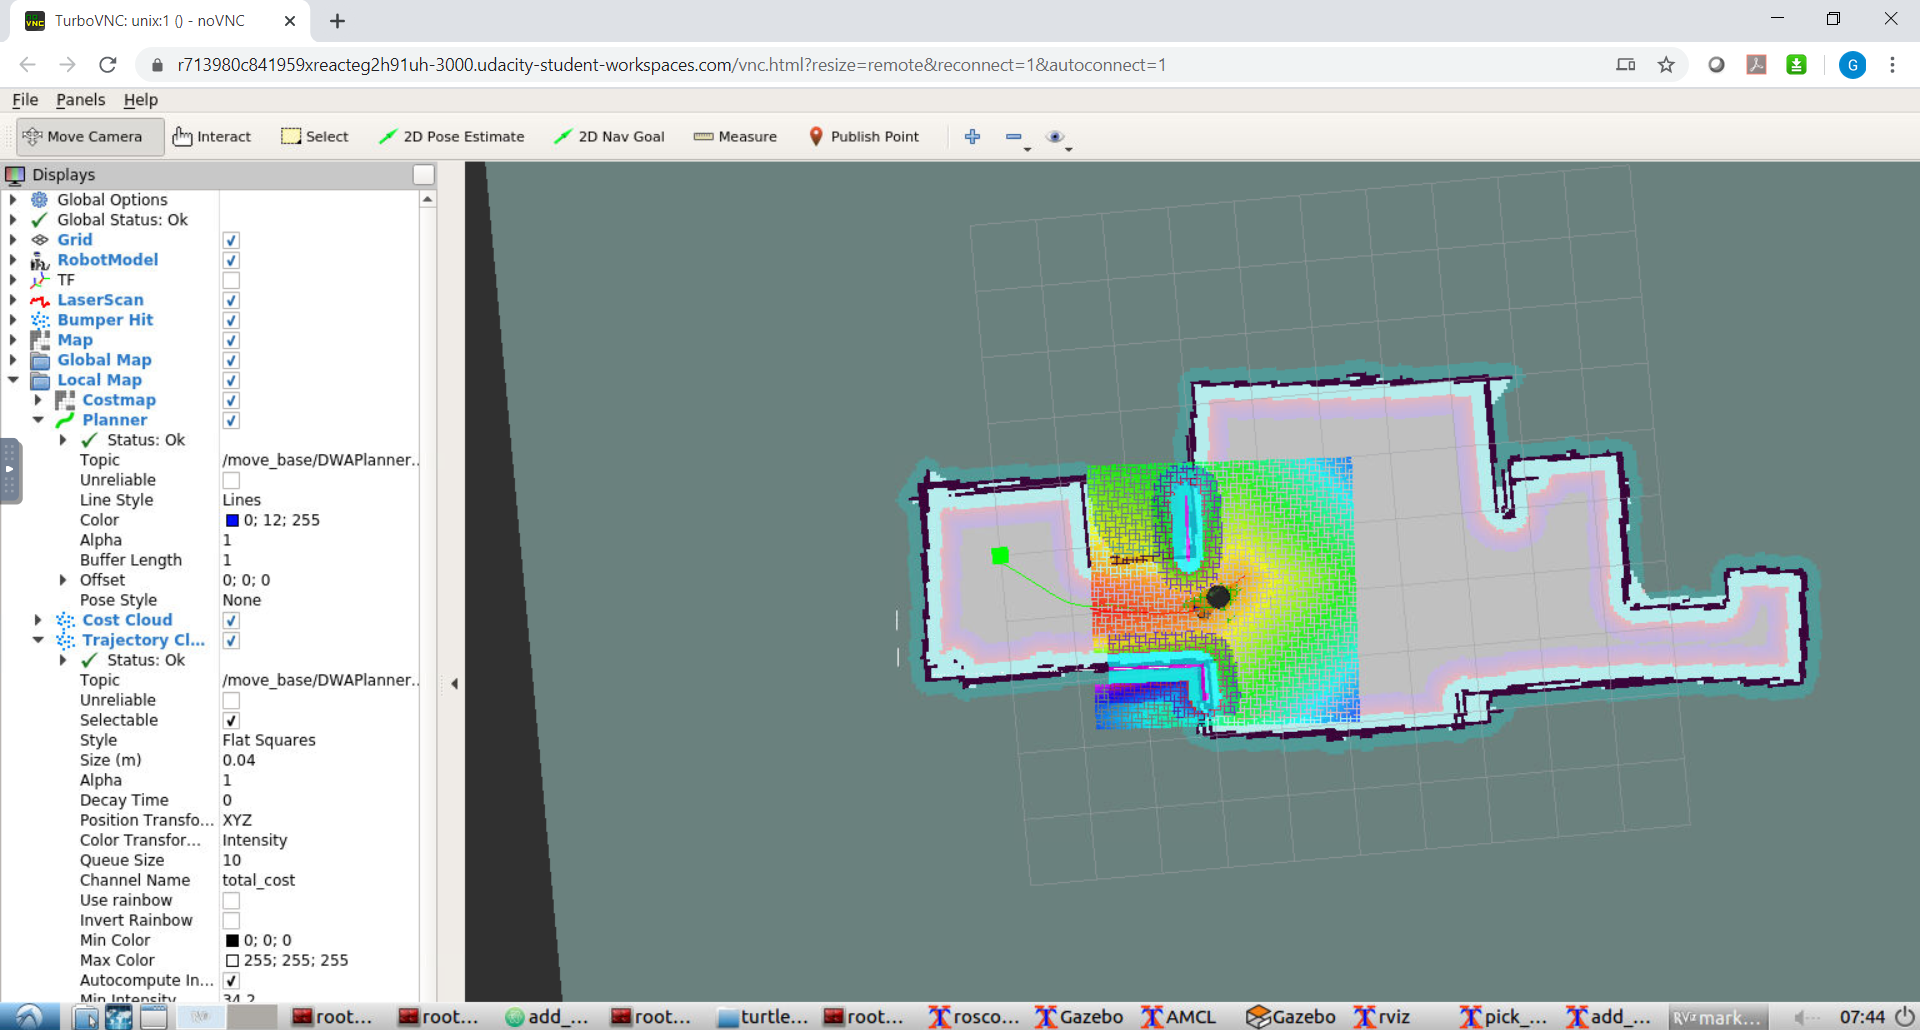 TurboVNC: unix:1 () - noVNC
r713980c841959xreacteg2h91uh-3000.udacity-student-workspaces.com/vnc.html?resize=remote&reconnect=1&autoconnect=1
G
File Panels Help
Move Camera Interact Select 2D Pose Estimate 2D Nav Goal Measure Publish Point
Displays
Global Options
Global Status: Ok
Grid
RobotModel
TF
LaserScan
Bumper Hit
Map
Global Map
Local Map
Costmap
Planner
Status: Ok
Topic /move_base/DWAPlanner...
Unreliable
Line Style Lines
Color 0; 12; 255
Alpha 1
Buffer Length 1
Offset 0; 0; 0
Pose Style None
Cost Cloud
Trajectory Cl...
Status: Ok
Topic /move_base/DWAPlanner...
Unreliable
Selectable
Style Flat Squares
Size (m) 0.04
Alpha 1
Decay Time 0
Position Transfo... XYZ
Color Transfor... Intensity
Queue Size 10
Channel Name total_cost
Use rainbow
Invert Rainbow
Min Color 0; 0; 0
Max Color 255; 255; 255
Autocompute In...
Min Intensity 34.2
root... root... add_... root... turtle... root... rosco... Gazebo AMCL Gazebo rviz pick_... add_... mark... 07:44